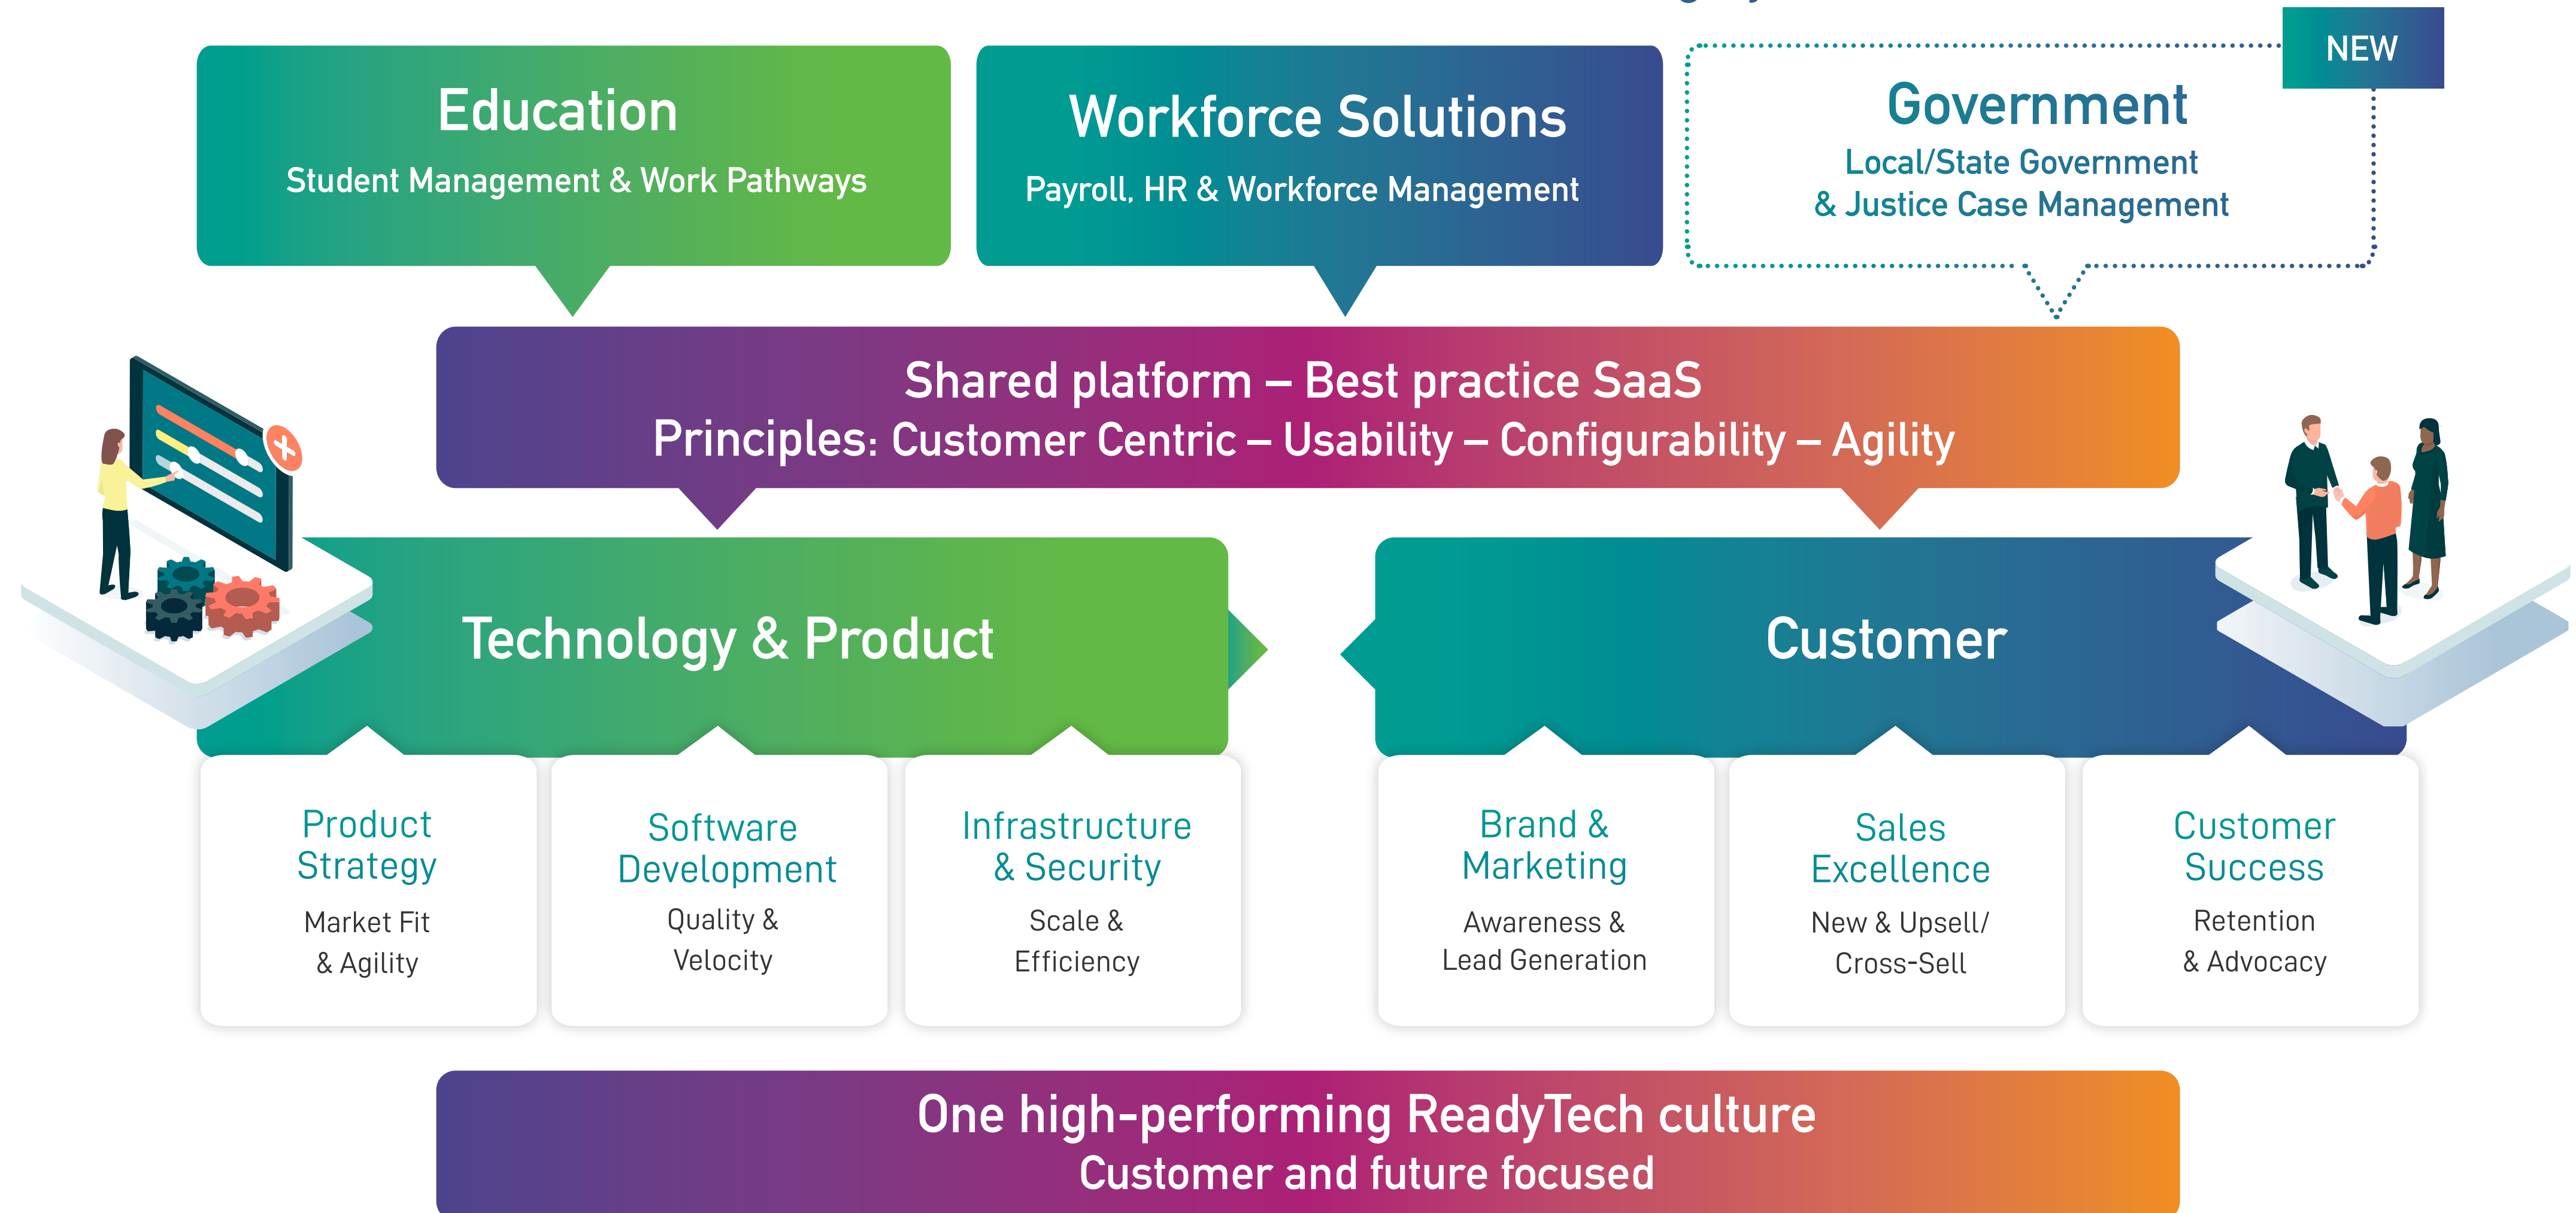 NEW
Education
Student Management & Work Pathways
Workforce Solutions
Payroll, HR & Workforce Management
Government
Local/State Government
& Justice Case Management
Shared platform – Best practice SaaS
Principles: Customer Centric – Usability – Configurability – Agility
Technology & Product
Customer
Product
Strategy
Market Fit
& Agility
Software
Development
Quality &
Velocity
Infrastructure
& Security
Scale &
Efficiency
Brand &
Marketing
Awareness &
Lead Generation
Sales
Excellence
New & Upsell/
Cross-Sell
Customer
Success
Retention
& Advocacy
One high-performing ReadyTech culture
Customer and future focused